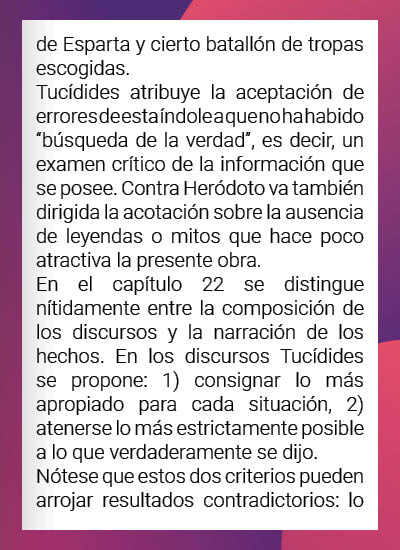 de Esparta y cierto batallón de tropas
escogidas.
Tucídides atribuye la aceptación de
errores de esta índole a que no ha habido
“búsqueda de la verdad”, es decir, un
examen crítico de la información que
se posee. Contra Heródoto va también
dirigida la acotación sobre la ausencia
de leyendas o mitos que hace poco
atractiva la presente obra.
En el capítulo 22 se distingue
nítidamente entre la composición de
los discursos y la narración de los
hechos. En los discursos Tucídides
se propone: 1) consignar lo más
apropiado para cada situación, 2)
atenerse lo más estrictamente posible
a lo que verdaderamente se dijo.
Nótese que estos dos criterios pueden
arrojar resultados contradictorios: lo